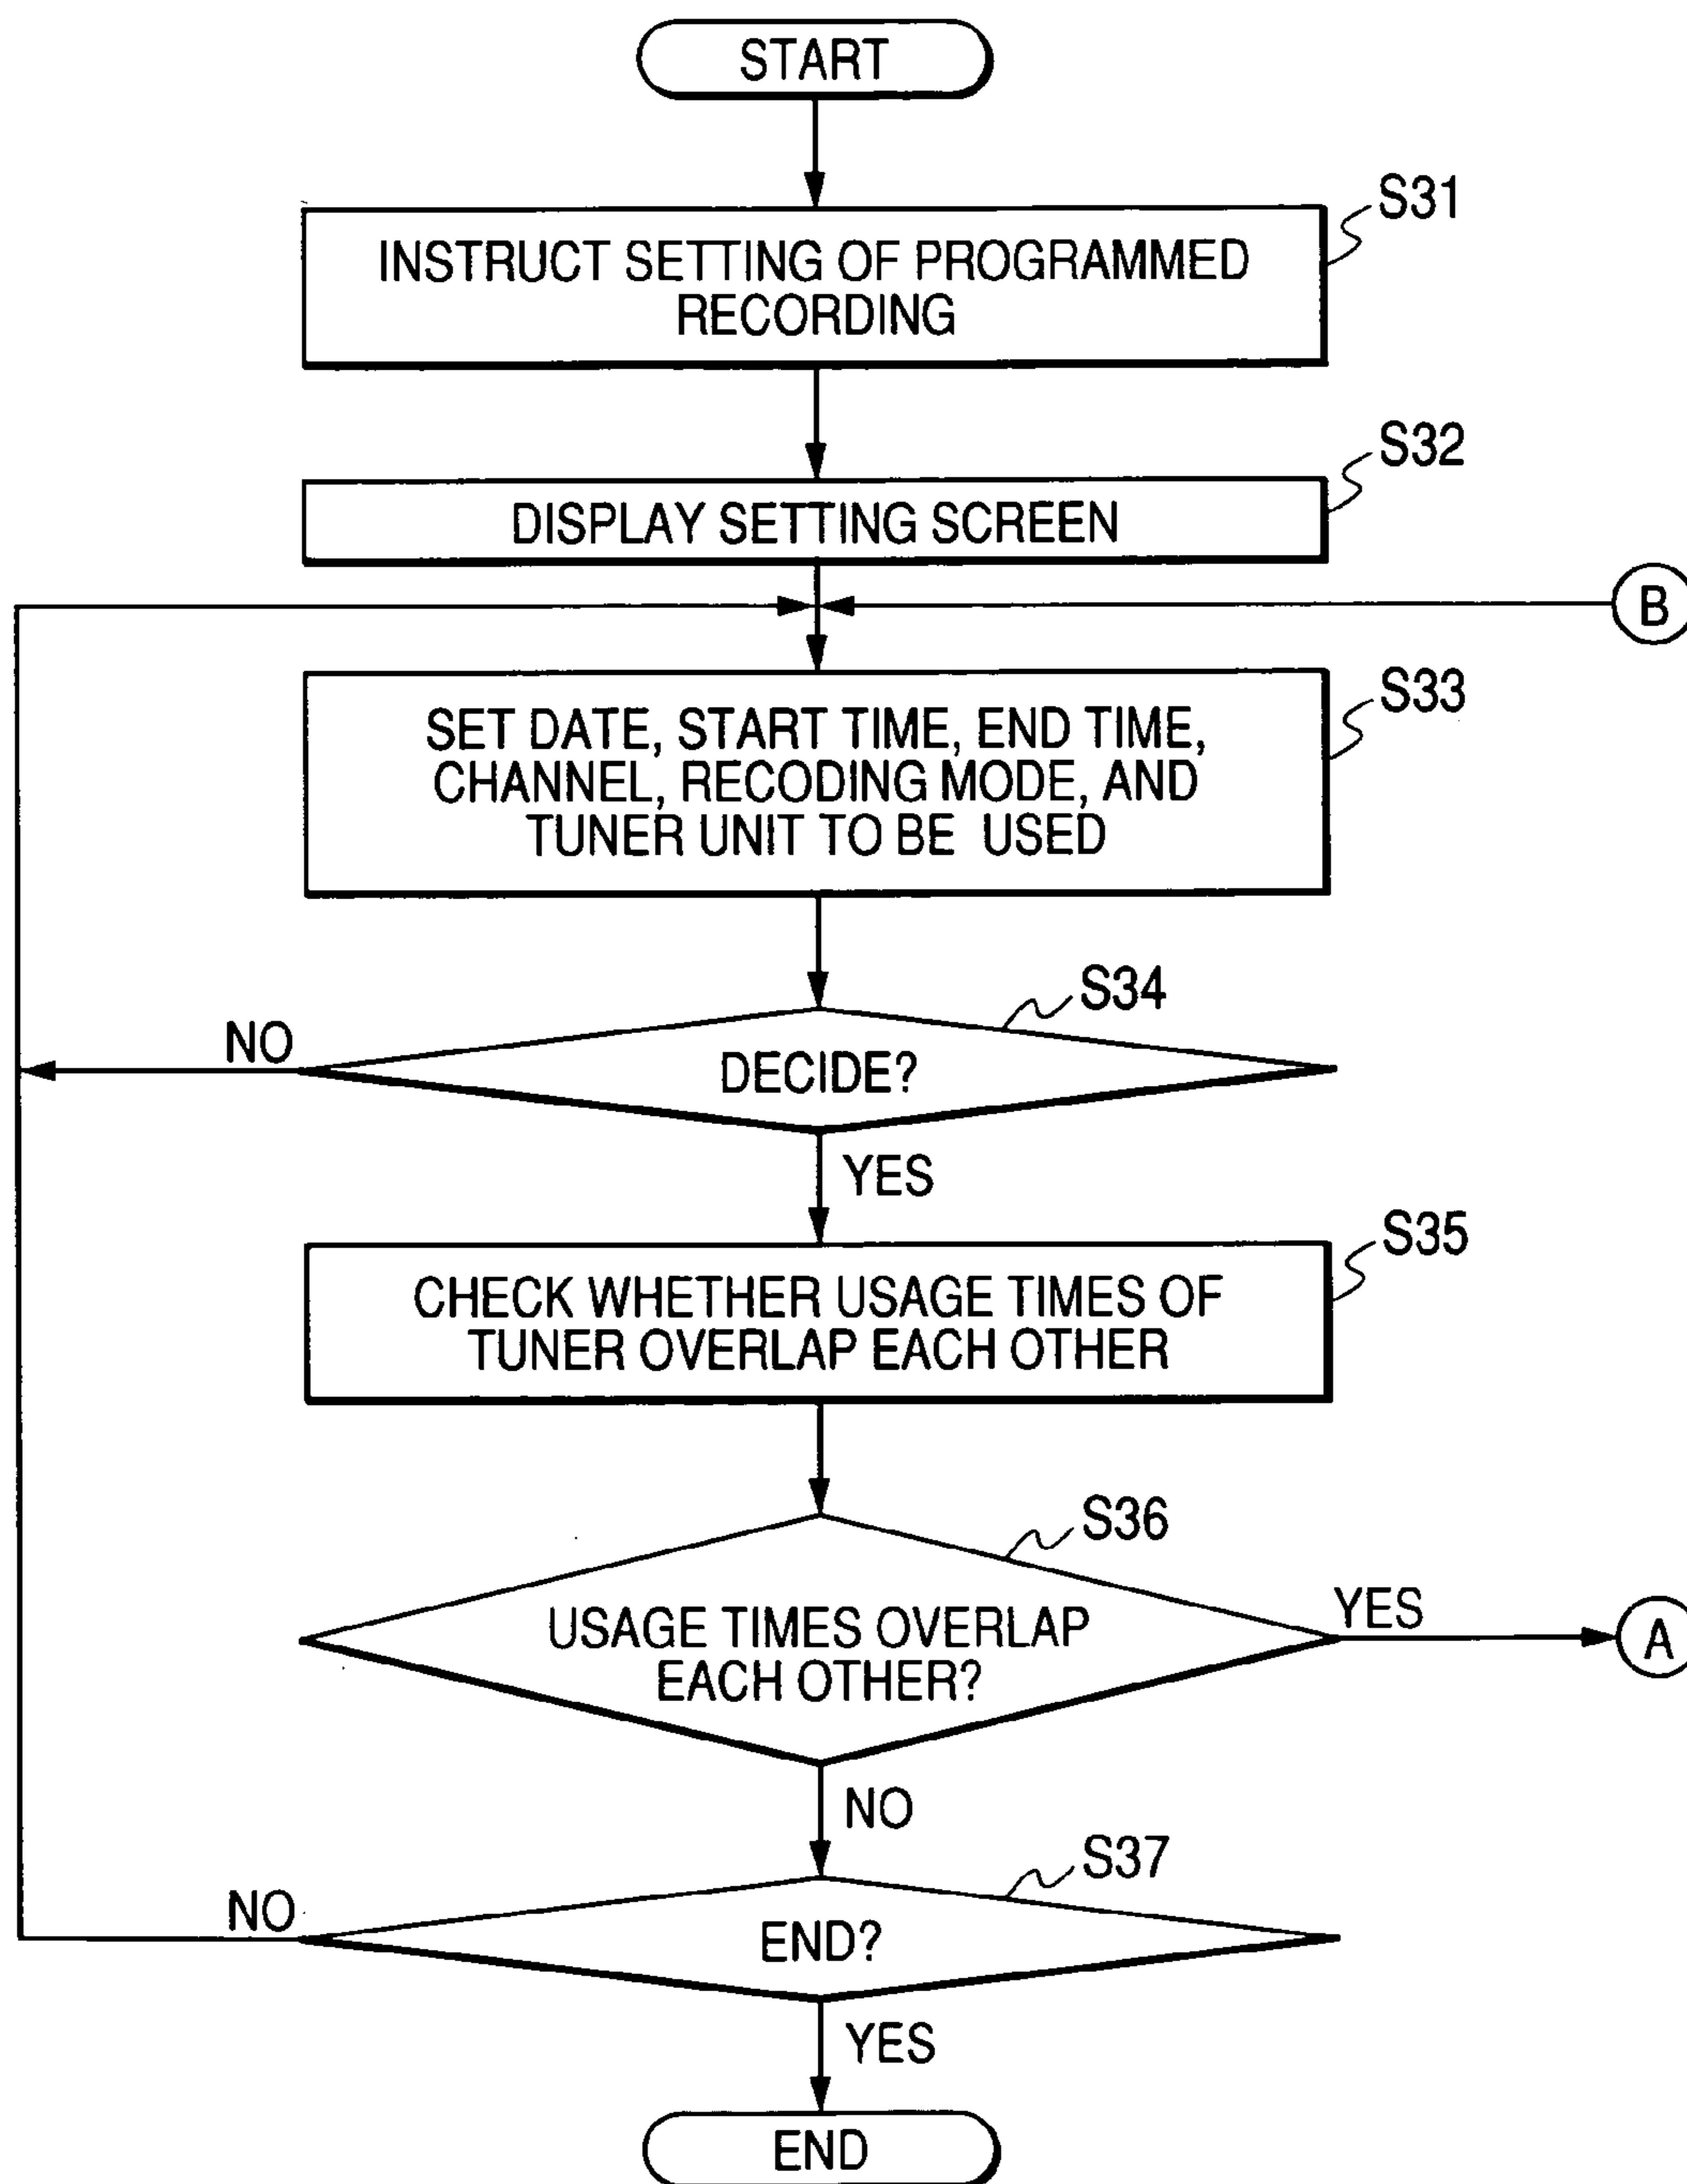 START
S31
INSTRUCT SETTING OF PROGRAMMED
RECORDING
S32
DISPLAY SETTING SCREEN
B
S33
SET DATE, START TIME, END TIME,
CHANNEL, RECODING MODE, AND
TUNER UNIT TO BE USED
S34
NO
DECIDE?
YES
S35
CHECK WHETHER USAGE TIMES OF
TUNER OVERLAP EACH OTHER
S36
USAGE TIMES OVERLAP
EACH OTHER?
YES
A
NO
S37
NO
END?
YES
END